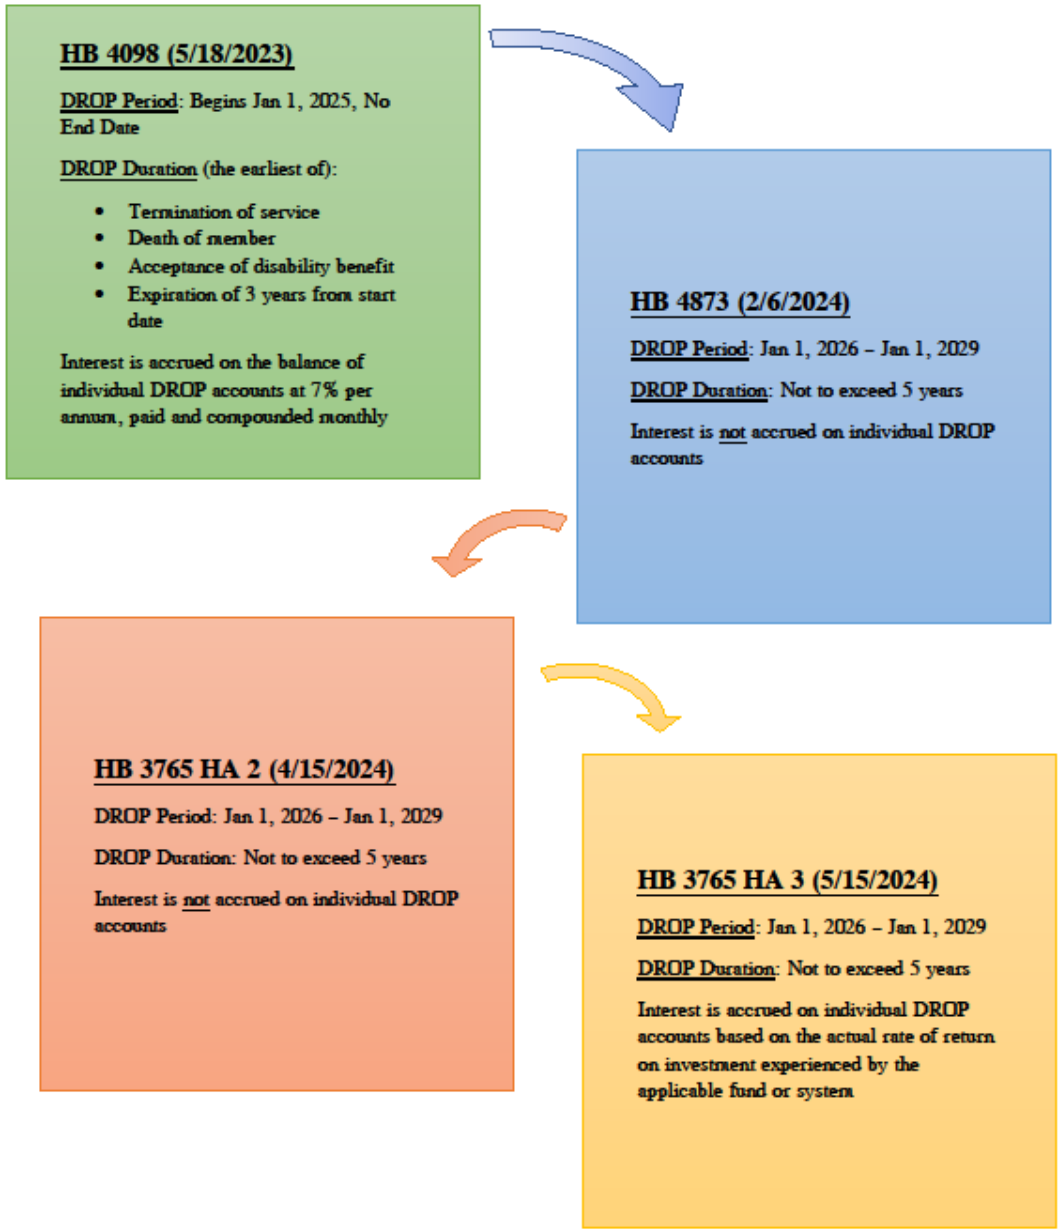 HB 4098 (5/18/2023)
DROP Period: Begins Jan 1, 2025, No
End Date
DROP Duration (the earliest of):
• Termination of service
• Death of member
• Acceptance of disability benefit
• Expiration of 3 years from start
date
Interest is accrued on the balance of
individual DROP accounts at 7% per
annum, paid and compounded monthly
HB 4873 (2/6/2024)
DROP Period: Jan 1, 2026 – Jan 1, 2029
DROP Duration: Not to exceed 5 years
Interest is not accrued on individual DROP
accounts
HB 3765 HA 2 (4/15/2024)
DROP Period: Jan 1, 2026 – Jan 1, 2029
DROP Duration: Not to exceed 5 years
Interest is not accrued on individual DROP
accounts
HB 3765 HA 3 (5/15/2024)
DROP Period: Jan 1, 2026 – Jan 1, 2029
DROP Duration: Not to exceed 5 years
Interest is accrued on individual DROP
accounts based on the actual rate of return
on investment experienced by the
applicable fund or system